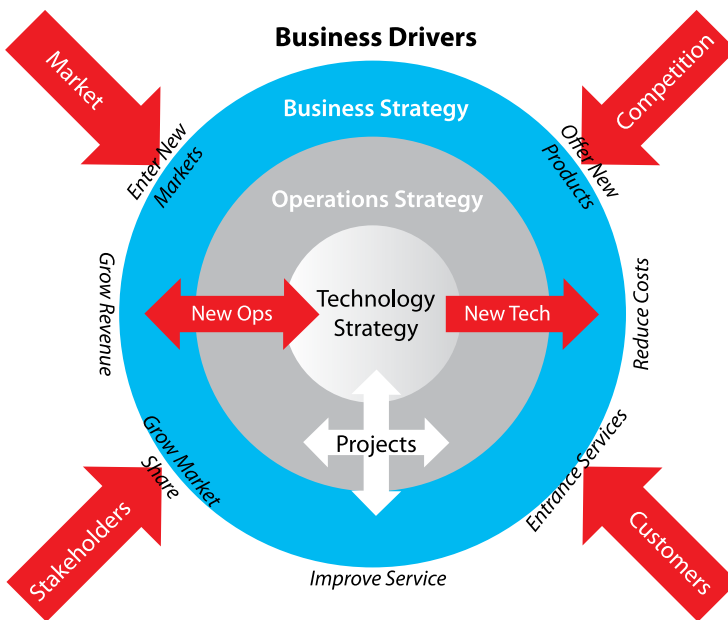 Business Drivers
Market
Competition
Business Strategy
Enter New
Markets
Offer New
Products
Operations Strategy
Grow Revenue
New Ops
Technology
Strategy
New Tech
Reduce Costs
Projects
Grow Market
Share
Entrance Services
Stakeholders
Customers
Improve Service